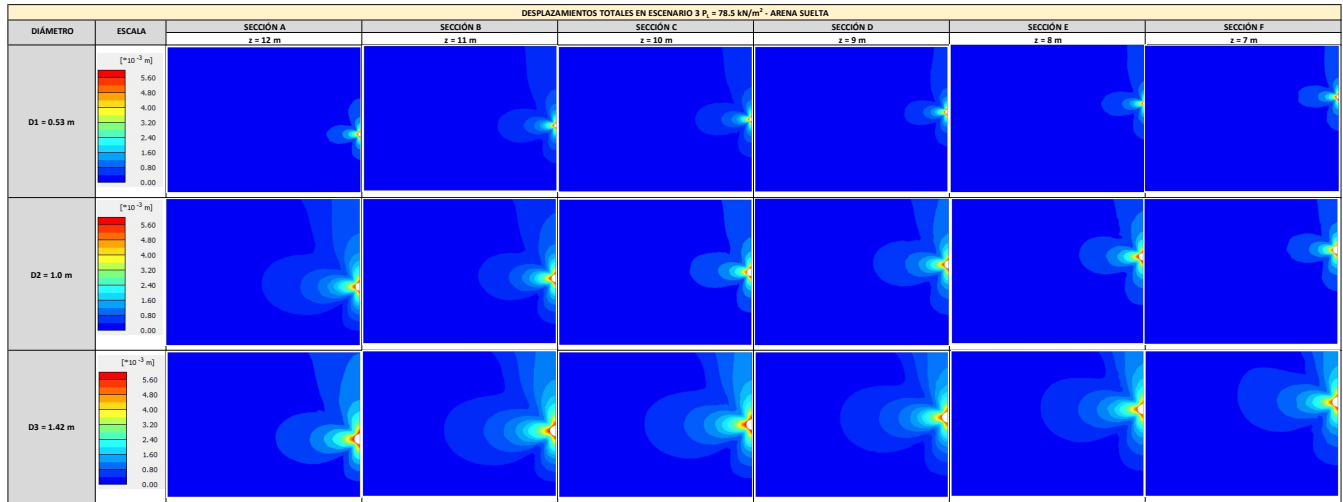 DESPLAZAMIENTOS TOTALES EN ESCENARIO 3 PL = 78.5 kN/m² - ARENA SUELTA
DIÁMETRO ESCALA SECCIÓN A SECCIÓN B SECCIÓN C SECCIÓN D SECCIÓN E SECCIÓN F
z = 12 m z = 11 m z = 10 m z = 9 m z = 8 m z = 7 m
D1 = 0.53 m
[*10 -3 m]
5.60
4.80
4.00
3.20
2.40
1.60
0.80
0.00
D2 = 1.0 m
[*10 -3 m]
5.60
4.80
4.00
3.20
2.40
1.60
0.80
0.00
D3 = 1.42 m
[*10 -3 m]
5.60
4.80
4.00
3.20
2.40
1.60
0.80
0.00